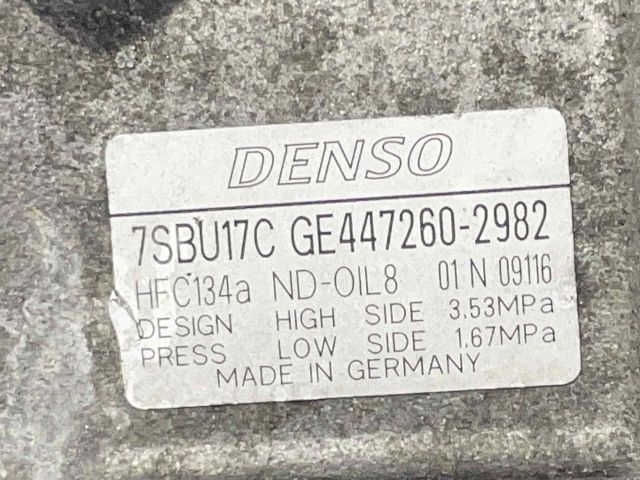 DENSO
7SBU17C GE447260-2982
HFC134a ND-OIL8 01 N 09116
DESIGN HIGH SIDE 3.53MPa
PRESS LOW SIDE 1.67MPa
MADE IN GERMANY